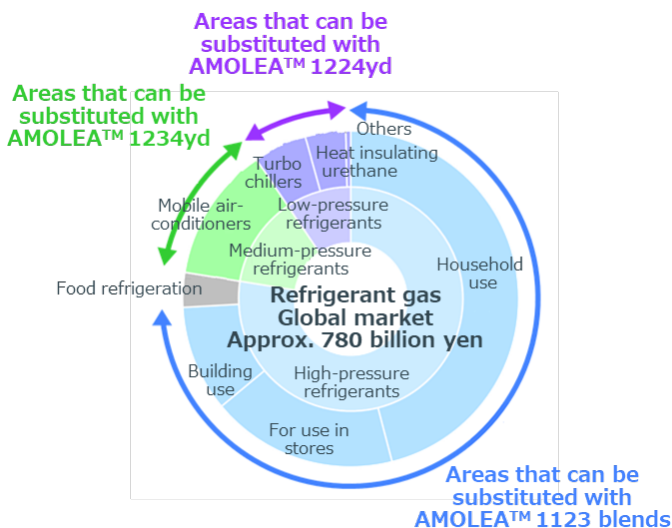 Areas that can be
substituted with
AMOLEA™ 1224yd
Areas that can be
substituted with
AMOLEA™ 1234yd
Others
Turbo
chillers
Heat insulating
urethane
Low-pressure
refrigerants
Mobile air-
conditioners
Medium-pressure
refrigerants
Household
use
Food refrigeration
Refrigerant gas
Global market
Approx. 780 billion yen
Building
use
High-pressure
refrigerants
For use in
stores
Areas that can be
substituted with
AMOLEA™ 1123 blends